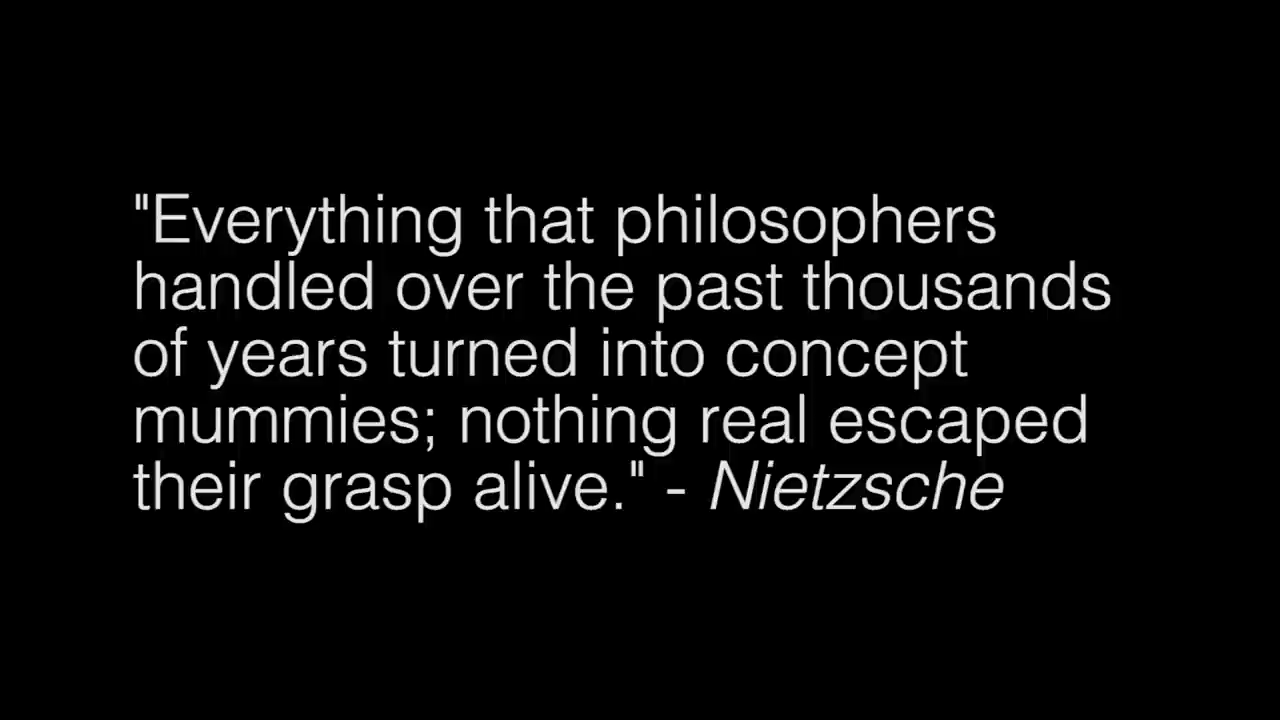 "Everything that philosophers
handled over the past thousands
of years turned into concept
mummies; nothing real escaped
their grasp alive." - Nietzsche